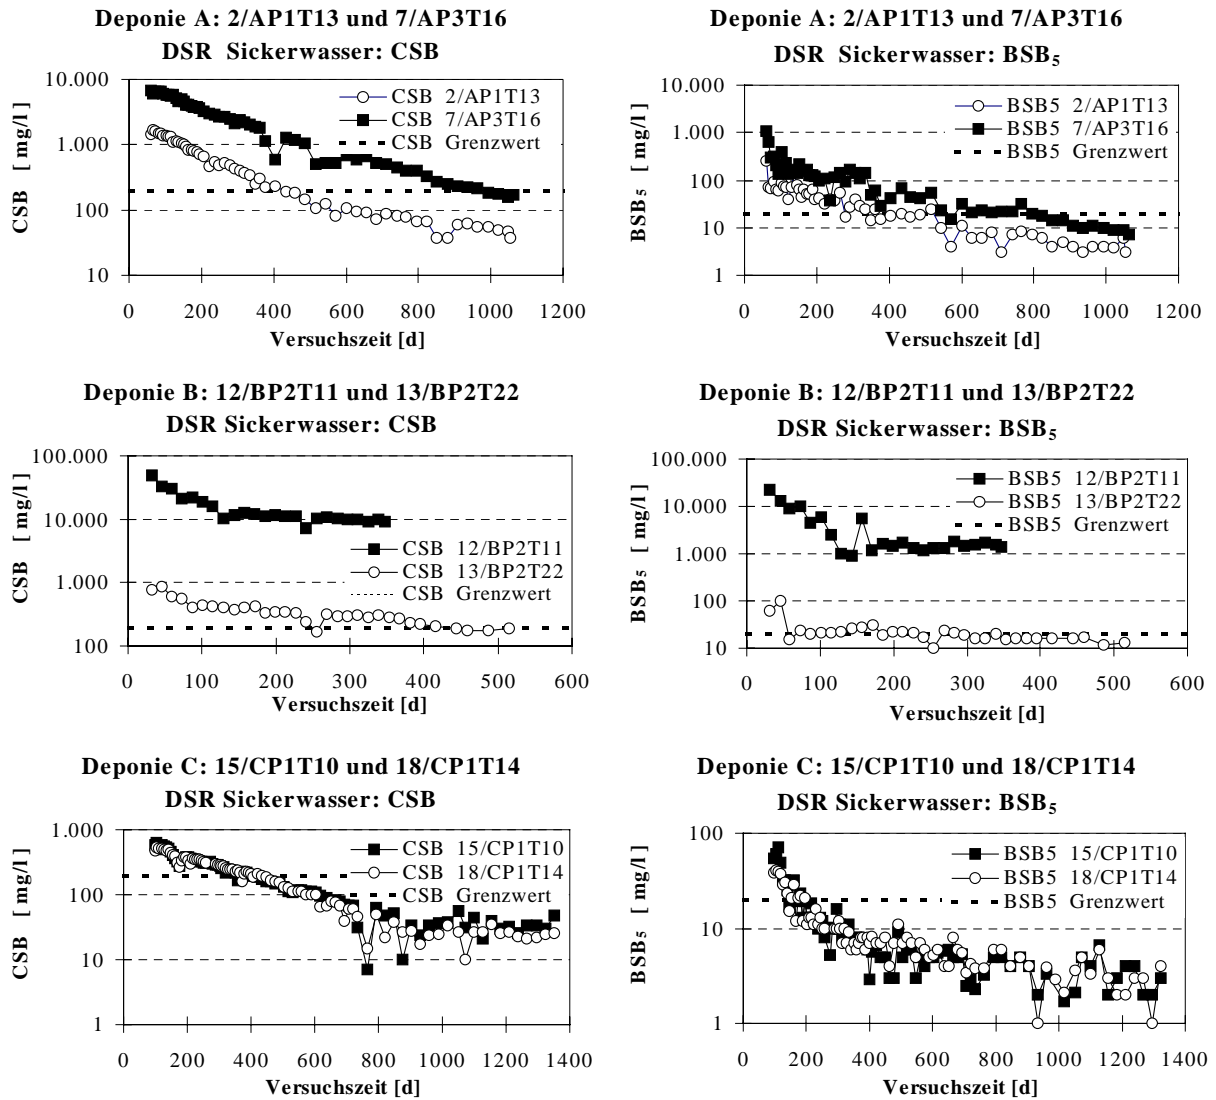 Deponie A: 2/AP1T13 und 7/AP3T16
DSR Sickerwasser: CSB
CSB [ mg/l ]
10.000
1.000
100
10
CSB 2/AP1T13
CSB 7/AP3T16
CSB Grenzwert
0 200 400 600 800 1000 1200
Versuchszeit [d]
Deponie A: 2/AP1T13 und 7/AP3T16
DSR Sickerwasser: BSB₅
BSB₅ [ mg/l ]
10.000
1.000
100
10
1
BSB5 2/AP1T13
BSB5 7/AP3T16
BSB5 Grenzwert
0 200 400 600 800 1000 1200
Versuchszeit [d]
Deponie B: 12/BP2T11 und 13/BP2T22
DSR Sickerwasser: CSB
CSB [ mg/l ]
100.000
10.000
1.000
100
CSB 12/BP2T11
CSB 13/BP2T22
CSB Grenzwert
0 100 200 300 400 500 600
Versuchszeit [d]
Deponie B: 12/BP2T11 und 13/BP2T22
DSR Sickerwasser: BSB₅
BSB₅ [ mg/l ]
100.000
10.000
1.000
100
10
BSB5 12/BP2T11
BSB5 13/BP2T22
BSB5 Grenzwert
0 100 200 300 400 500 600
Versuchszeit [d]
Deponie C: 15/CP1T10 und 18/CP1T14
DSR Sickerwasser: CSB
CSB [ mg/l ]
1.000
100
10
1
CSB 15/CP1T10
CSB 18/CP1T14
CSB Grenzwert
0 200 400 600 800 1000 1200 1400
Versuchszeit [d]
Deponie C: 15/CP1T10 und 18/CP1T14
DSR Sickerwasser: BSB₅
BSB₅ [ mg/l ]
100
10
1
BSB5 15/CP1T10
BSB5 18/CP1T14
BSB5 Grenzwert
0 200 400 600 800 1000 1200 1400
Versuchszeit [d]